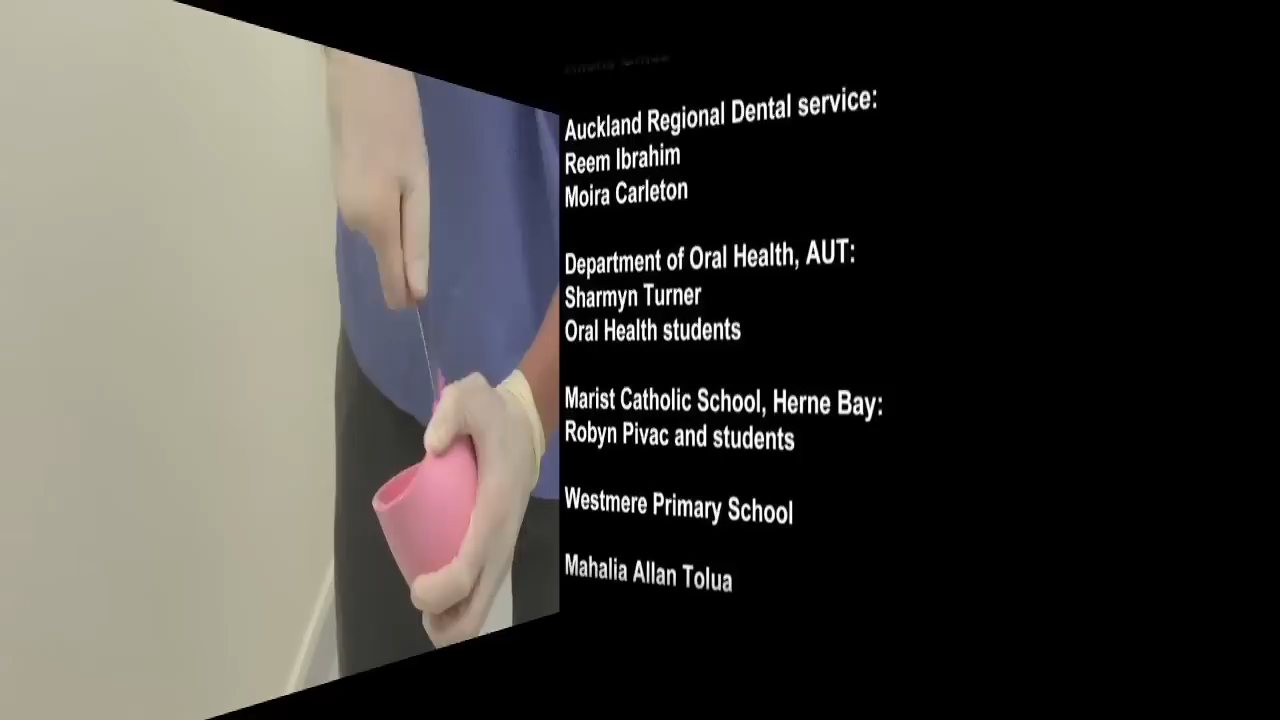 Auckland Regional Dental service:
Reem Ibrahim
Moira Carleton
Department of Oral Health, AUT:
Sharmyn Turner
Oral Health students
Marist Catholic School, Herne Bay:
Robyn Pivac and students
Westmere Primary School
Mahalia Allan Tolua